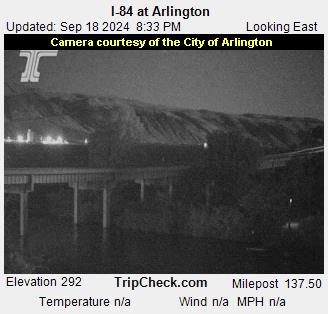 I-84 at Arlington
Updated: Sep 18 2024 8:33 PM Looking East
Camera courtesy of the City of Arlington
Elevation 292 TripCheck.com Milepost 137.50
Temperature n/a Wind n/a MPH n/a